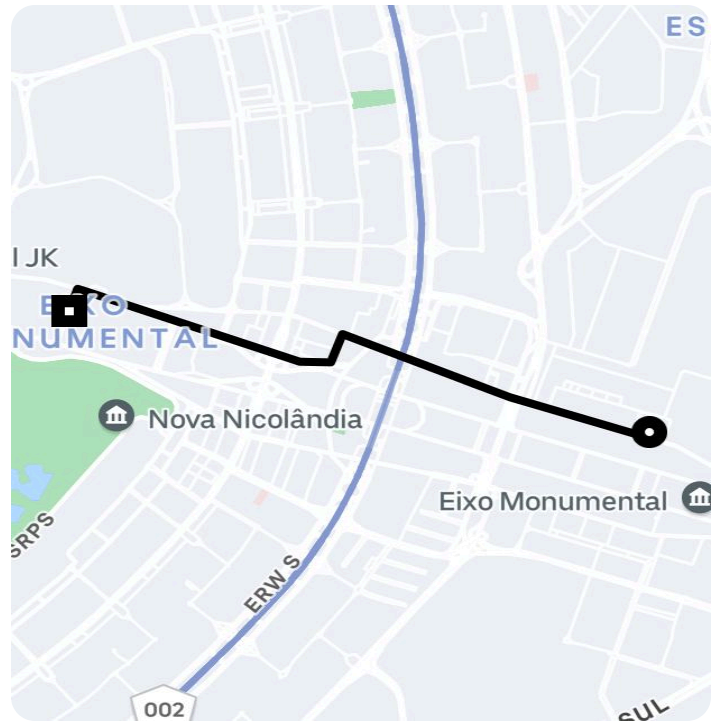 ES
l JK
EIXO
NUMENTAL
Nova Nicolândia
Eixo Monumental
SRPS
ERW S
002
SUL